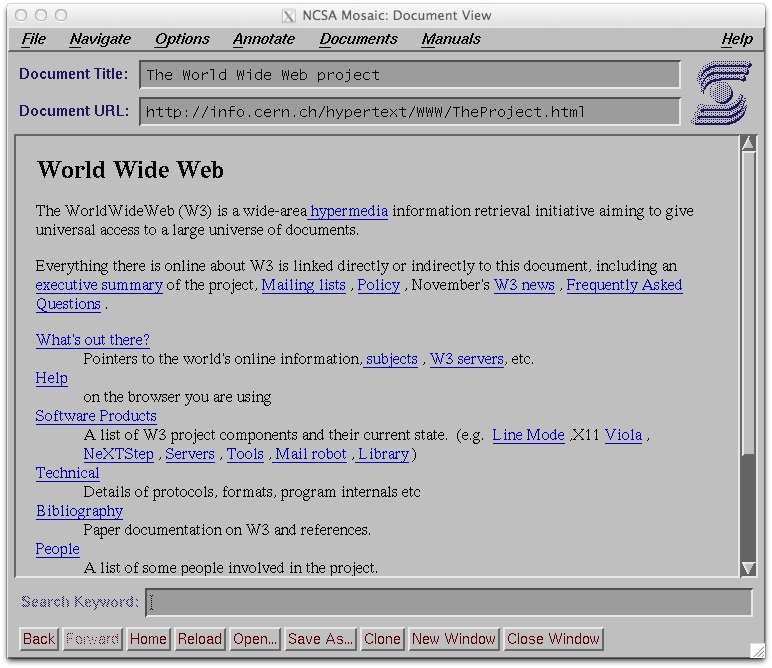 NCSA Mosaic: Document View
File Navigate Options Annotate Documents Manuals Help
Document Title: The World Wide Web project
Document URL: http://info.cern.ch/hypertext/WWW/TheProject.html
World Wide Web
The WorldWideWeb (W3) is a wide-area hypermedia information retrieval initiative aiming to give
universal access to a large universe of documents.
Everything there is online about W3 is linked directly or indirectly to this document, including an
executive summary of the project, Mailing lists , Policy , November's W3 news , Frequently Asked
Questions .
What's out there?
Pointers to the world's online information, subjects , W3 servers, etc.
Help
on the browser you are using
Software Products
A list of W3 project components and their current state. (e.g. Line Mode ,X11 Viola ,
NeXTStep , Servers , Tools , Mail robot , Library )
Technical
Details of protocols, formats, program internals etc
Bibliography
Paper documentation on W3 and references.
People
A list of some people involved in the project.
Search Keyword:
Back Forward Home Reload Open... Save As... Clone New Window Close Window